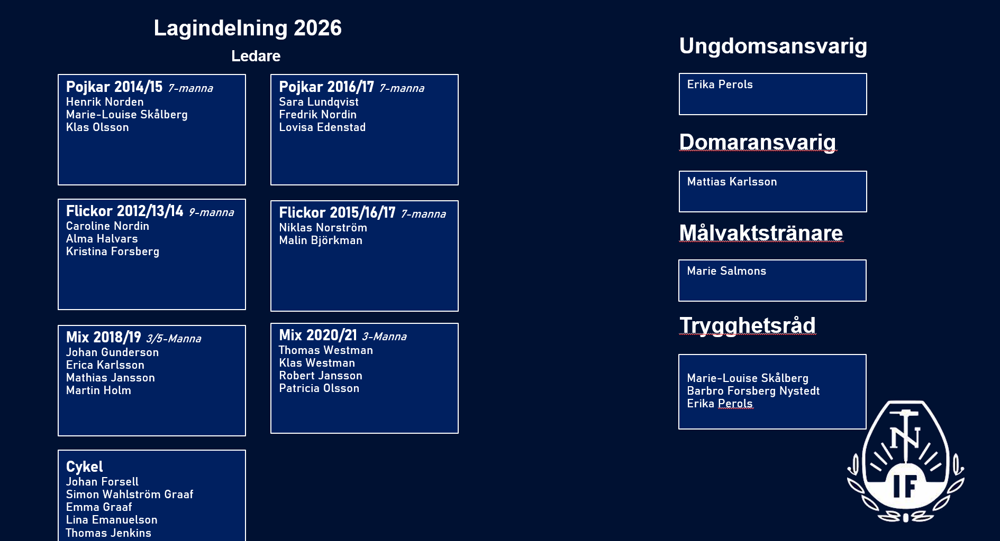 Lagindelning 2026
Ledare
Pojkar 2014/15 7-manna
Henrik Norden
Marie-Louise Skålberg
Klas Olsson
Pojkar 2016/17 7-manna
Sara Lundqvist
Fredrik Nordin
Lovisa Edenstad
Flickor 2012/13/14 9-manna
Caroline Nordin
Alma Halvars
Kristina Forsberg
Flickor 2015/16/17 7-manna
Niklas Norström
Malin Björkman
Mix 2018/19 3/5-Manna
Johan Gunderson
Erica Karlsson
Mathias Jansson
Martin Holm
Mix 2020/21 3-Manna
Thomas Westman
Klas Westman
Robert Jansson
Patricia Olsson
Cykel
Johan Forsell
Simon Wahlström Graaf
Emma Graaf
Lina Emanuelson
Thomas Jenkins
Ungdomsansvarig
Erika Perols
Domaransvarig
Mattias Karlsson
Målvaktstränare
Marie Salmons
Trygghetsråd
Marie-Louise Skålberg
Barbro Forsberg Nystedt
Erika Perols
N
IF